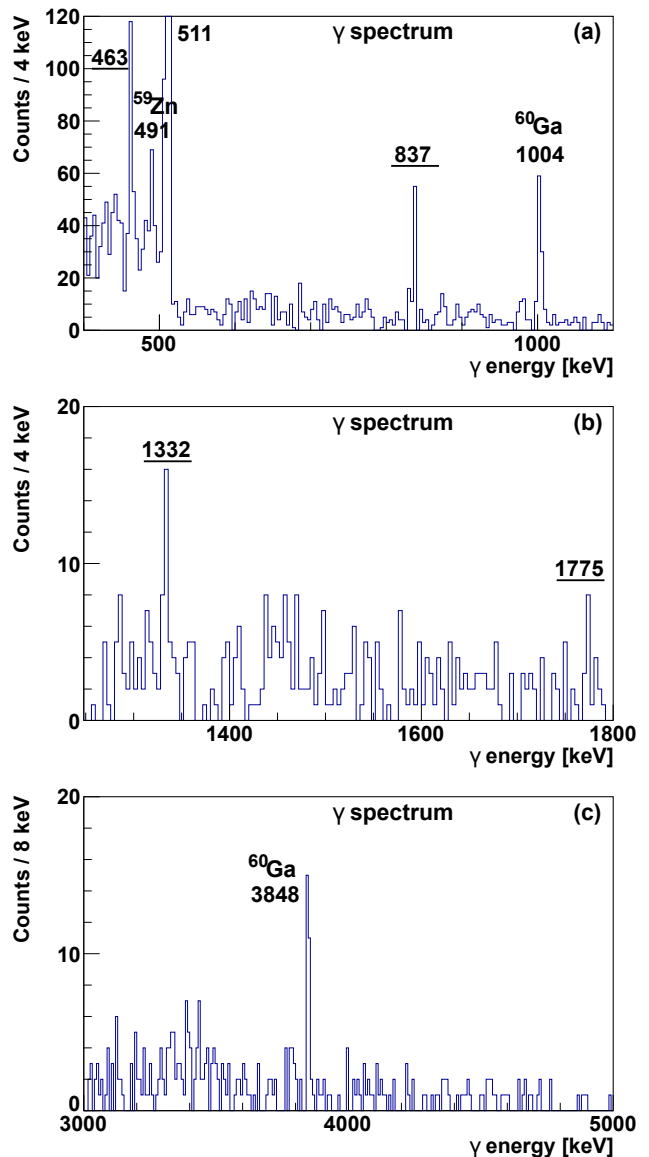 γ spectrum
(a)
463
511
⁵⁹Zn
491
837
⁶⁰Ga
1004
Counts / 4 keV
120
100
80
60
40
20
0
500
1000
γ energy [keV]
γ spectrum
(b)
1332
1775
Counts / 4 keV
20
10
0
1400
1600
1800
γ energy [keV]
γ spectrum
(c)
⁶⁰Ga
3848
Counts / 8 keV
20
10
0
3000
4000
5000
γ energy [keV]